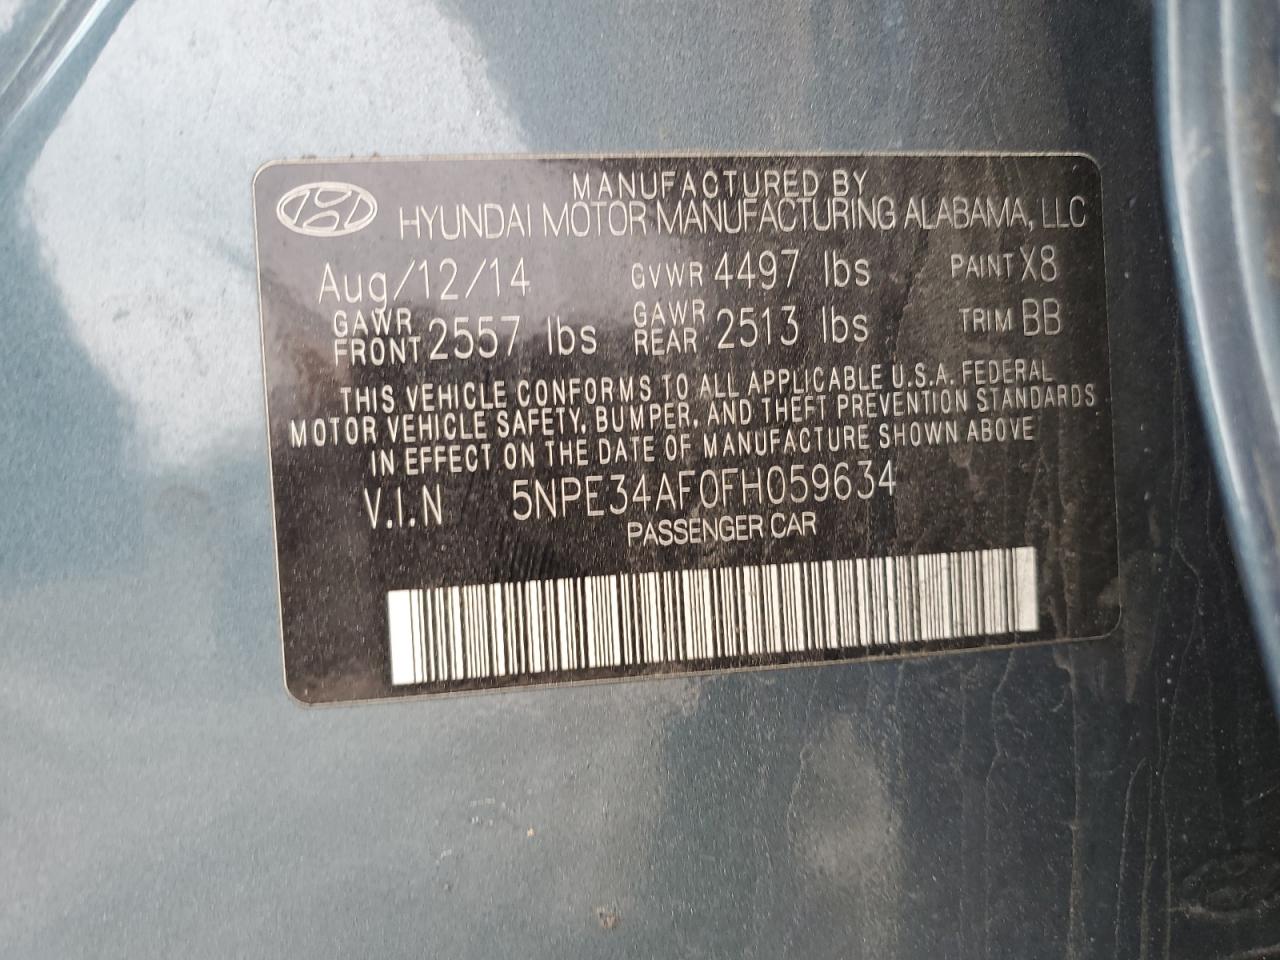 MANUFACTURED BY
HYUNDAI MOTOR MANUFACTURING ALABAMA, LLC
Aug/12/14 GVWR 4497 lbs PAINT X8
GAWR FRONT 2557 lbs GAWR REAR 2513 lbs TRIM BB
THIS VEHICLE CONFORMS TO ALL APPLICABLE U.S.A. FEDERAL
MOTOR VEHICLE SAFETY, BUMPER, AND THEFT PREVENTION STANDARDS
IN EFFECT ON THE DATE OF MANUFACTURE SHOWN ABOVE
V.I.N 5NPE34AF0FH059634
PASSENGER CAR